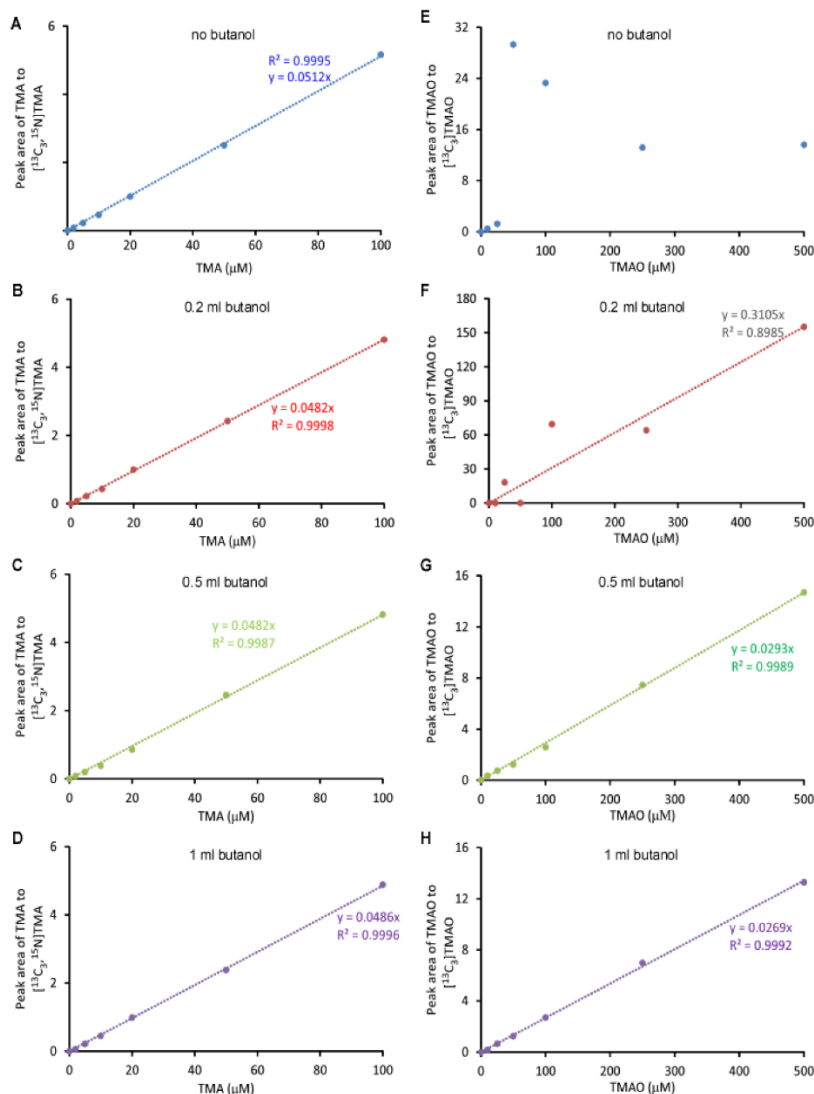 A
no butanol
R² = 0.9995
y = 0.0512x
Peak area of TMA to
[¹³C₃,¹⁵N]TMA
6
4
2
0
20
40
60
80
100
TMA (μM)
E
no butanol
Peak area of TMAO to
[¹³C₃]TMAO
32
24
16
8
0
0
100
200
300
400
500
TMAO (μM)
B
0.2 ml butanol
y = 0.0482x
R² = 0.9998
Peak area of TMA to
[¹³C₃,¹⁵N]TMA
6
4
2
0
0
20
40
60
80
100
TMA (μM)
F
0.2 ml butanol
y = 0.3105x
R² = 0.8985
Peak area of TMAO to
[¹³C₃]TMAO
180
150
120
90
60
30
0
0
100
200
300
400
500
TMAO (μM)
C
0.5 ml butanol
y = 0.0482x
R² = 0.9987
Peak area of TMA to
[¹³C₃,¹⁵N]TMA
6
4
2
0
0
20
40
60
80
100
TMA (μM)
G
0.5 ml butanol
y = 0.0293x
R² = 0.9989
Peak area of TMAO to
[¹³C₃]TMAO
16
12
8
4
0
0
100
200
300
400
500
TMAO (μM)
D
1 ml butanol
y = 0.0486x
R² = 0.9996
Peak area of TMA to
[¹³C₃,¹⁵N]TMA
6
4
2
0
0
20
40
60
80
100
TMA (μM)
H
1 ml butanol
y = 0.0269x
R² = 0.9992
Peak area of TMAO to
[¹³C₃]TMAO
16
12
8
4
0
0
100
200
300
400
500
TMAO (μM)